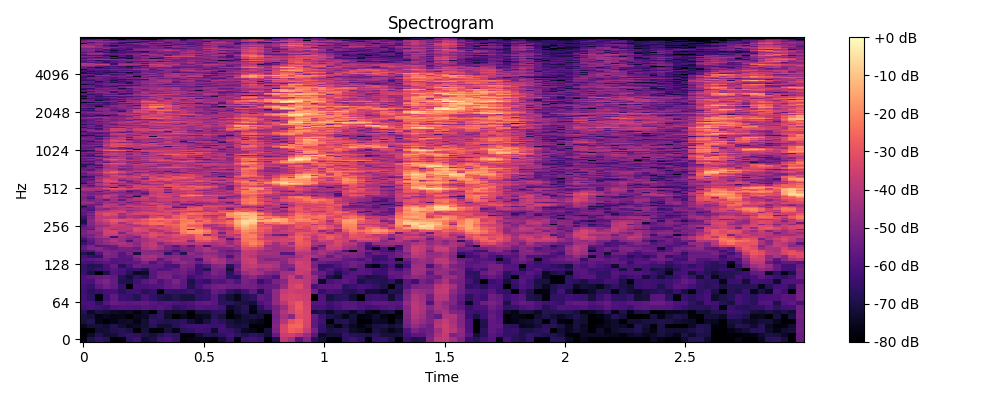 Spectrogram
Hz
4096
2048
1024
512
256
128
64
0
0
0.5
1
1.5
2
2.5
Time
+0 dB
-10 dB
-20 dB
-30 dB
-40 dB
-50 dB
-60 dB
-70 dB
-80 dB